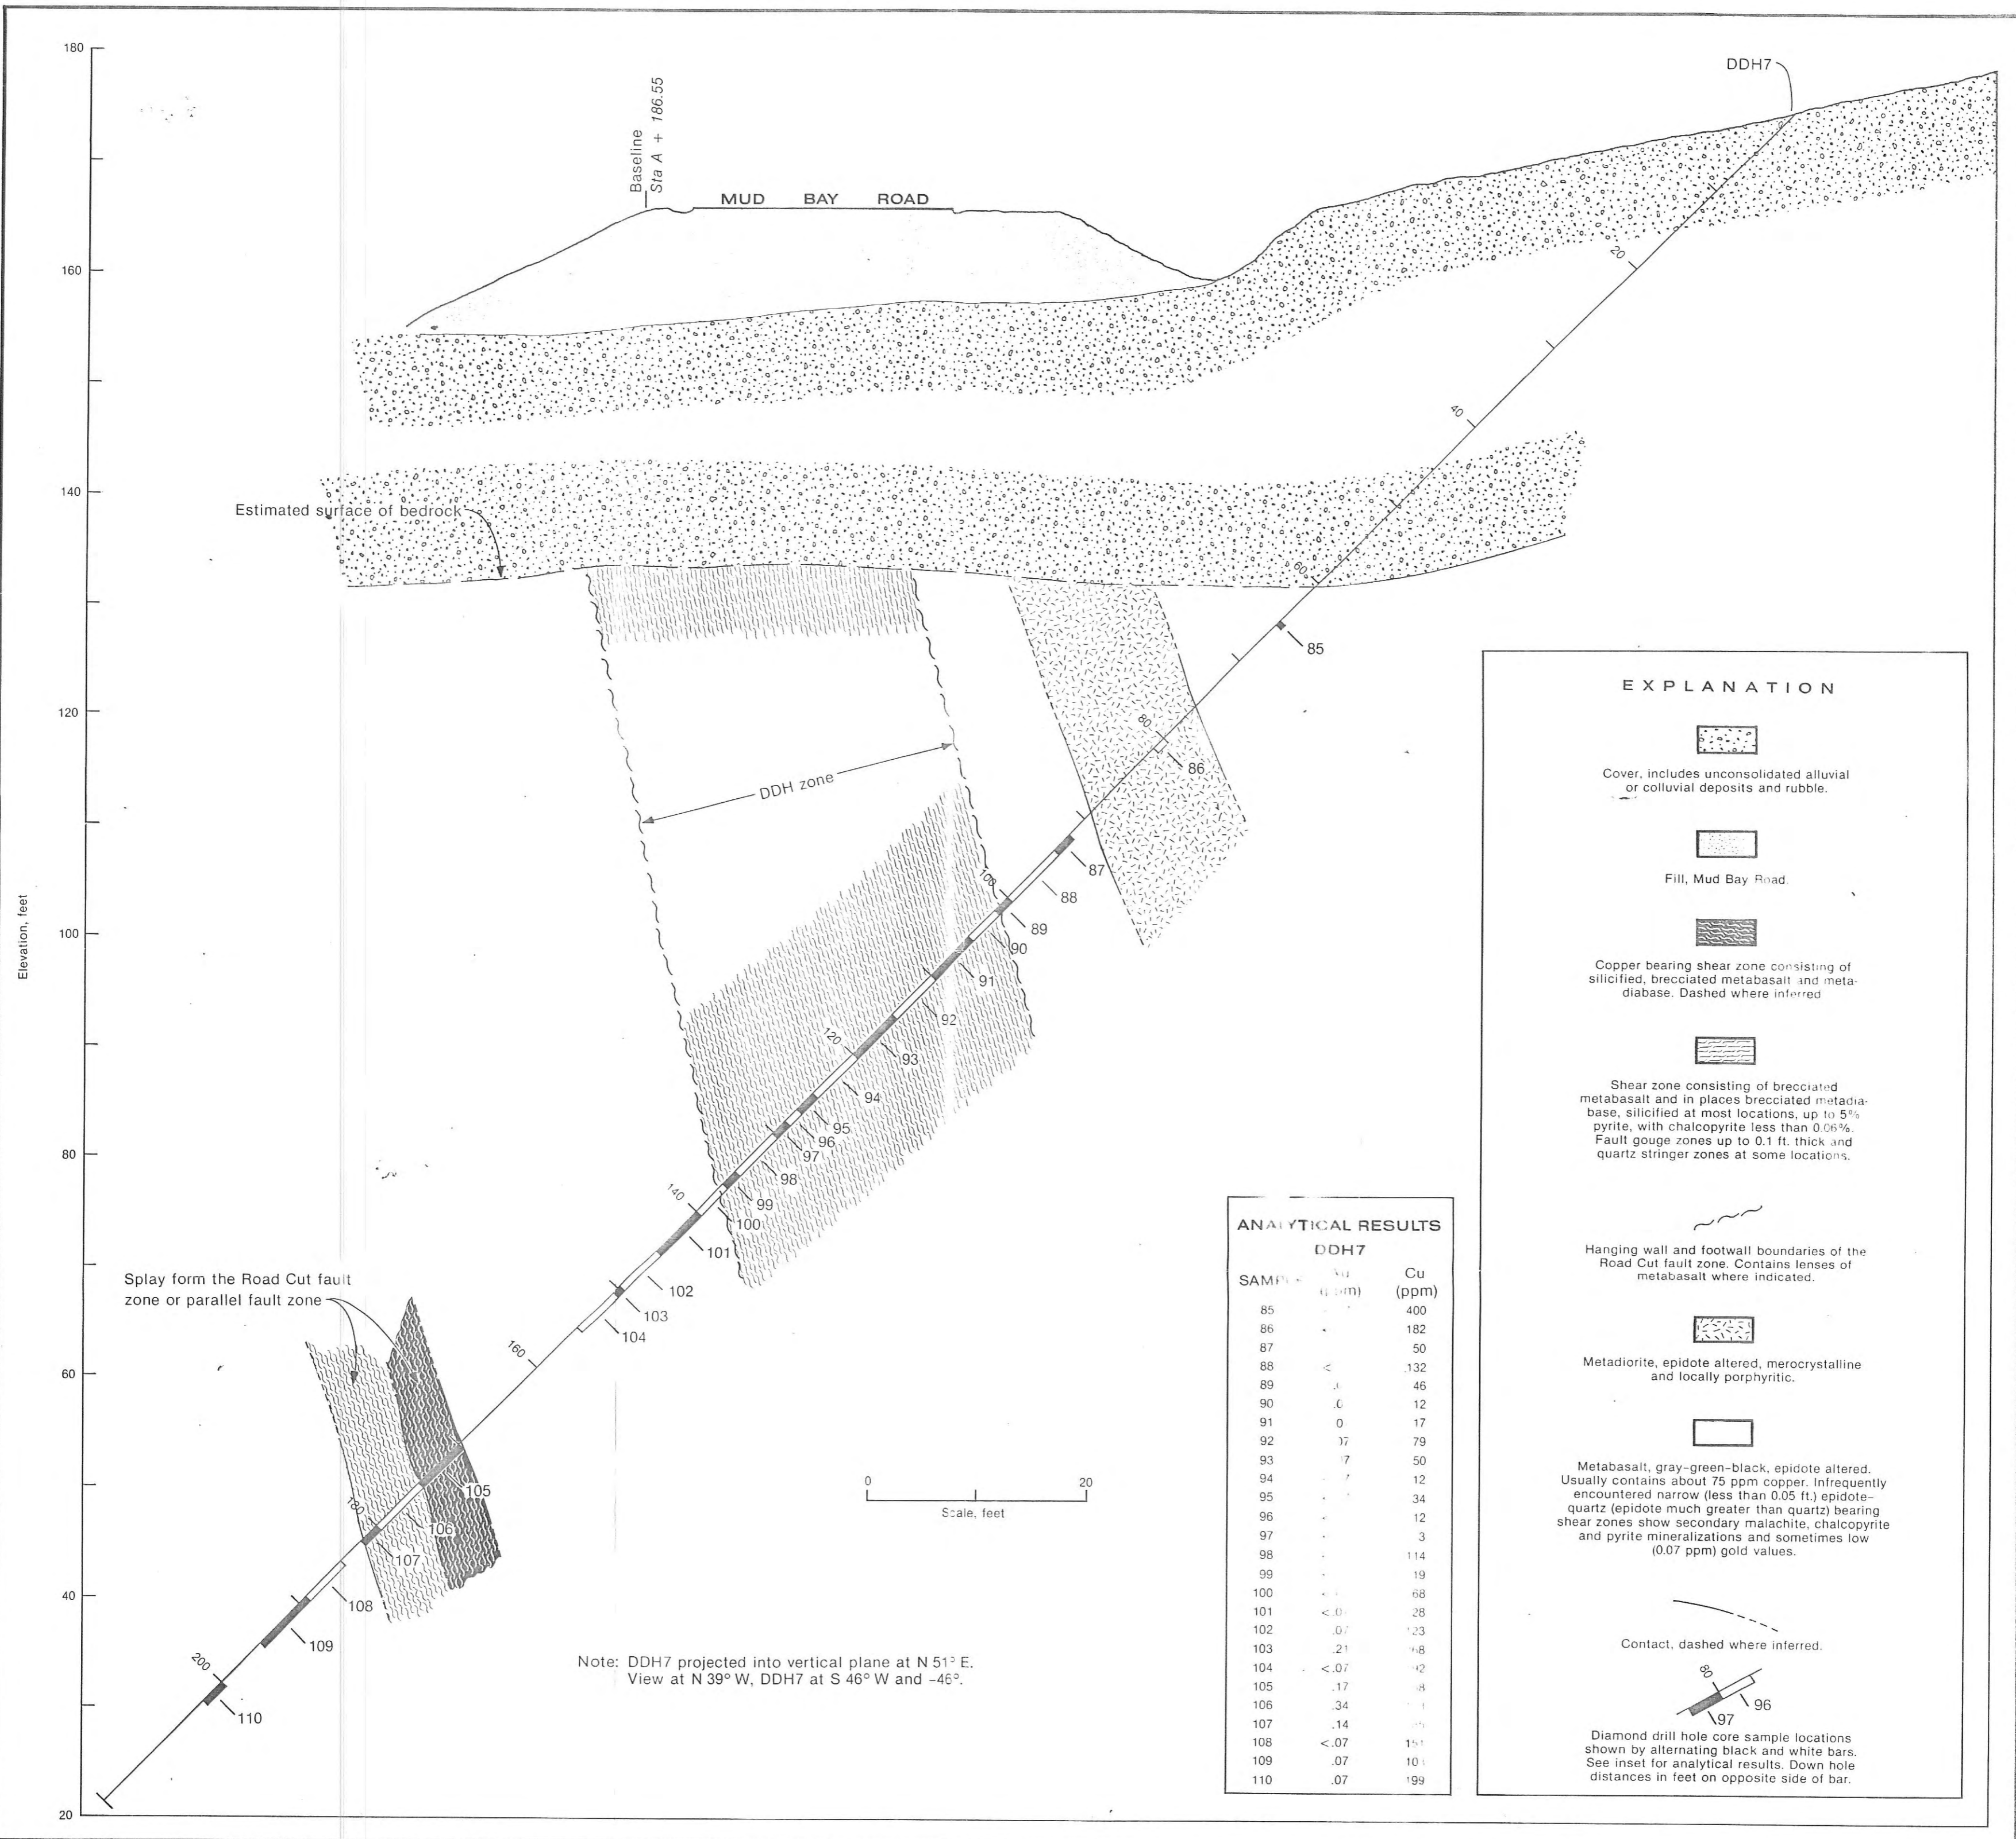 180
160
140
120
100
80
60
40
20
Elevation, feet
DDH7
Baseline
Sta A + 186.55
MUD BAY ROAD
Estimated surface of bedrock
DDH zone
Splay form the Road Cut fault
zone or parallel fault zone
20
40
60
80
100
120
140
160
180
200
85
86
87
88
89
90
91
92
93
94
95
96
97
98
99
100
101
102
103
104
105
106
107
108
109
110
0 20
Scale, feet
Note: DDH7 projected into vertical plane at N 51° E.
View at N 39° W, DDH7 at S 46° W and -46°.
ANALYTICAL RESULTS
DDH7
Cu
(ppm)
85 400
86 182
87 50
88 < 132
89 46
90 12
91 17
92 79
93 50
94 12
95 34
96 12
97 3
98 114
99 19
100 68
101 28
102
103 .21
104 <.07
105 .17
106 .34
107 .14
108 <.07
109 .07
110 .07 199
EXPLANATION
Cover, includes unconsolidated alluvial
or colluvial deposits and rubble.
Fill, Mud Bay Road.
Copper bearing shear zone consisting of
silicified, brecciated metabasalt and meta-
diabase. Dashed where inferred
Shear zone consisting of brecciated
metabasalt and in places brecciated metadia-
base, silicified at most locations, up to 5%
pyrite, with chalcopyrite less than 0.06%.
Fault gouge zones up to 0.1 ft. thick and
quartz stringer zones at some locations.
Hanging wall and footwall boundaries of the
Road Cut fault zone. Contains lenses of
metabasalt where indicated.
Metadiorite, epidote altered, merocrystalline
and locally porphyritic.
Metabasalt, gray-green-black, epidote altered.
Usually contains about 75 ppm copper. Infrequently
encountered narrow (less than 0.05 ft.) epidote-
quartz (epidote much greater than quartz) bearing
shear zones show secondary malachite, chalcopyrite
and pyrite mineralizations and sometimes low
(0.07 ppm) gold values.
Contact, dashed where inferred.
80
96
97
Diamond drill hole core sample locations
shown by alternating black and white bars.
See inset for analytical results. Down hole
distances in feet on opposite side of bar.